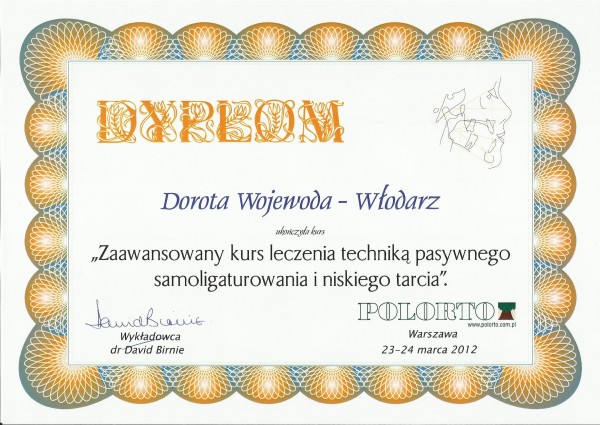 DYPLOM
Dorota Wojewoda - Włodarz
ukończyła kurs
„Zaawansowany kurs leczenia techniką pasywnego
samoligaturowania i niskiego tarcia”.
David Birnie
POLORTO
www.polorto.com.pl
Wykładowca
dr David Birnie
Warszawa
23-24 marca 2012